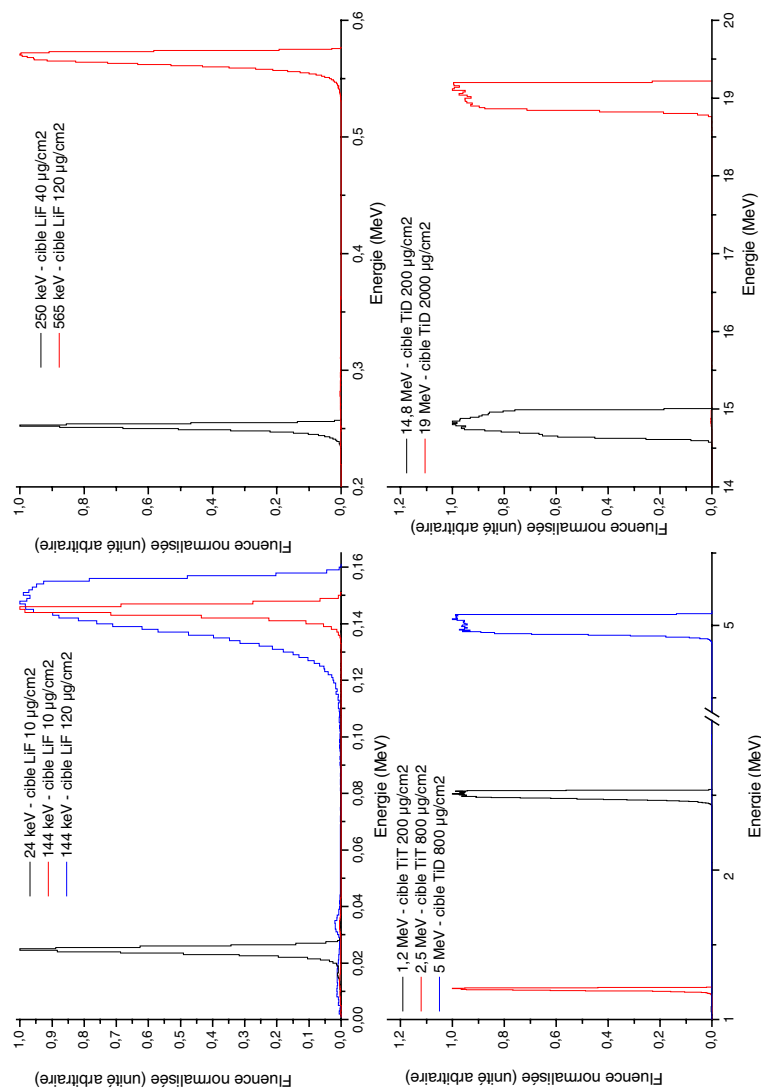 1,0
0,9
0,8
0,7
0,6
0,5
0,4
0,3
0,2
0,1
0,0
Fluence normalisée (unité arbitraire)
24 keV - cible LiF 10 µg/cm2
144 keV - cible LiF 10 µg/cm2
144 keV - cible LiF 120 µg/cm2
0,00 0,02 0,04 0,06 0,08 0,10 0,12 0,14 0,16
Energie (MeV)
1,0
0,9
0,8
0,7
0,6
0,5
0,4
0,3
0,2
0,1
0,0
Fluence normalisée (unité arbitraire)
250 keV - cible LiF 40 µg/cm2
565 keV - cible LiF 120 µg/cm2
0,2 0,3 0,4 0,5 0,6
Energie (MeV)
1,2
1,0
0,8
0,6
0,4
0,2
0,0
Fluence normalisée (unité arbitraire)
1,2 MeV - cible TiT 200 µg/cm2
2,5 MeV - cible TiT 800 µg/cm2
5 MeV - cible TiD 800 µg/cm2
1 2 5
Energie (MeV)
1,2
1,0
0,8
0,6
0,4
0,2
0,0
Fluence normalisée (unité arbitraire)
14,8 MeV - cible TiD 200 µg/cm2
19 MeV - cible TiD 2000 µg/cm2
14 15 16 17 18 19 20
Energie (MeV)